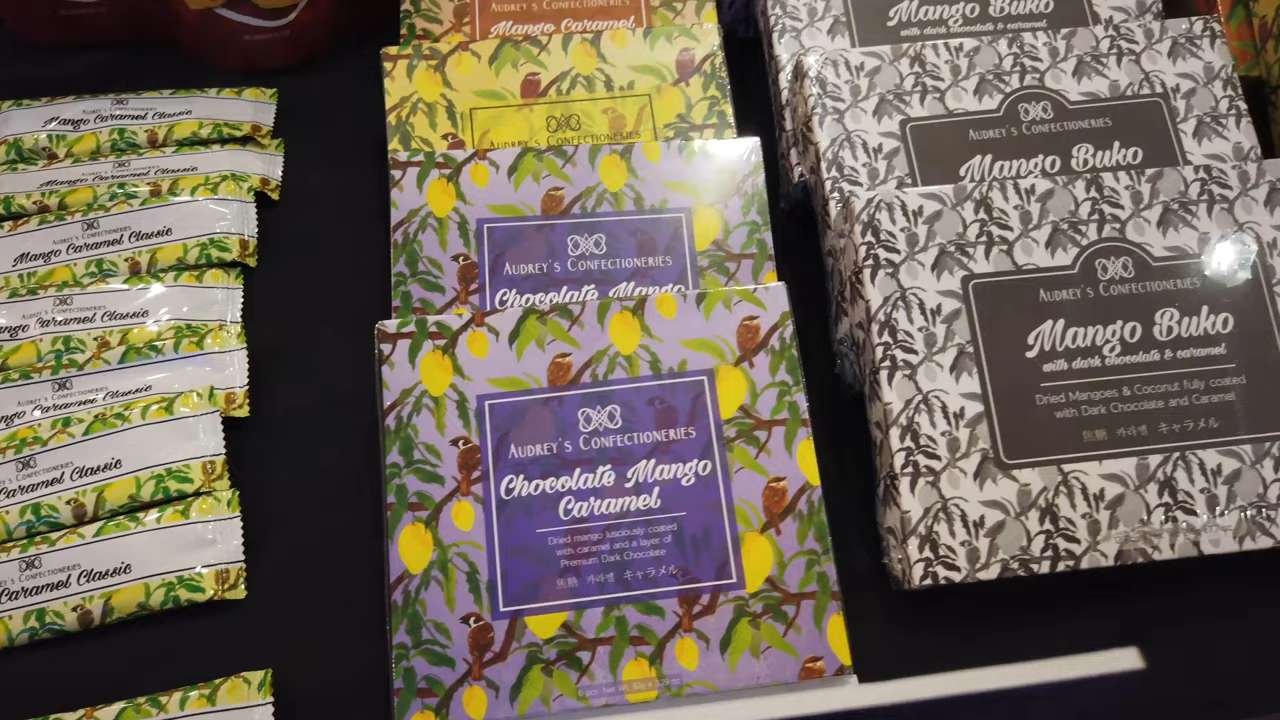 Audrey's Confectioneries
Mango Caramel Classic
Mango Caramel Classic
Audrey's Confectioneries
Mango Caramel Classic
Audrey's Confectioneries
Caramel Classic
Audrey's Confectioneries
Caramel Classic
Confectioneries
Caramel Classic
Confectioneries
Caramel Classic
Audrey's Confectioneries
Mango Caramel
Audrey's Confectioneries
Audrey's Confectioneries
Chocolate Mango
Audrey's Confectioneries
Chocolate Mango
Caramel
Dried mango lusciously coated
with caramel and a layer of
Premium Dark Chocolate
焦糖 카라멜 キャラメル
Mango Buko
with dark chocolate & caramel
Audrey's Confectioneries
Mango Buko
Audrey's Confectioneries
Mango Buko
with dark chocolate & caramel
Dried Mangoes & Coconut fully coated
with Dark Chocolate and Caramel
焦糖 카라멜 キャラメル